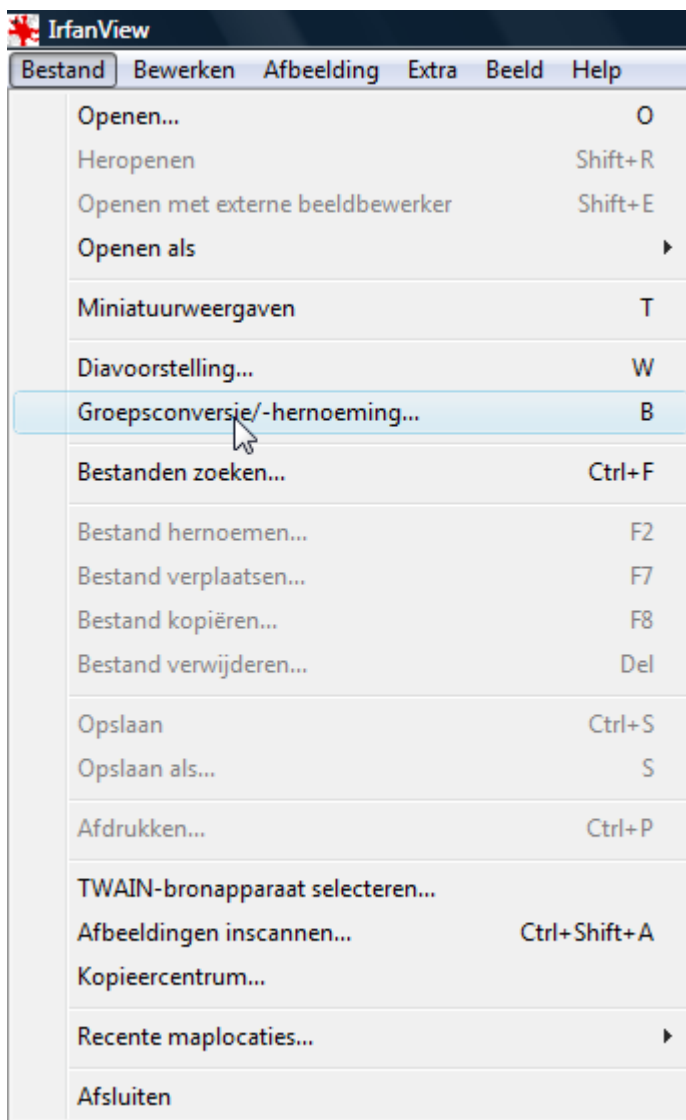 IrfanView
Bestand Bewerken Afbeelding Extra Beeld Help
Openen... O
Heropenen Shift+R
Openen met externe beeldbewerker Shift+E
Openen als
Miniatuurweergaven T
Diavoorstelling... W
Groepsconversie/-hernoeming... B
Bestanden zoeken... Ctrl+F
Bestand hernoemen... F2
Bestand verplaatsen... F7
Bestand kopiëren... F8
Bestand verwijderen... Del
Opslaan Ctrl+S
Opslaan als... S
Afdrukken... Ctrl+P
TWAIN-bronapparaat selecteren...
Afbeeldingen inscannen... Ctrl+Shift+A
Kopieercentrum...
Recente maplocaties...
Afsluiten